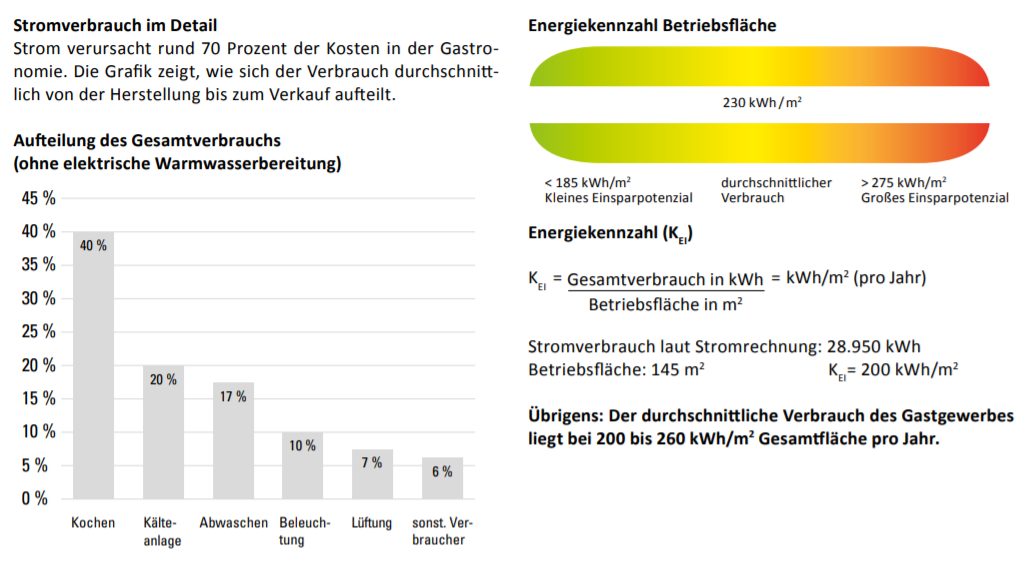 Stromverbrauch im Detail
Strom verursacht rund 70 Prozent der Kosten in der Gastro-
nomie. Die Grafik zeigt, wie sich der Verbrauch durchschnitt-
lich von der Herstellung bis zum Verkauf aufteilt.
Aufteilung des Gesamtverbrauchs
(ohne elektrische Warmwasserbereitung)
45 %
40 %
35 %
30 %
25 %
20 %
15 %
10 %
5 %
0 %
40 %
20 %
17 %
10 %
7 %
6 %
Kochen
Kälte-
anlage
Abwaschen
Beleuch-
tung
Lüftung
sonst. Ver-
braucher
Energiekennzahl Betriebsfläche
230 kWh/m²
< 185 kWh/m²
Kleines Einsparpotenzial
durchschnittlicher
Verbrauch
> 275 kWh/m²
Großes Einsparpotenzial
Energiekennzahl (KEI)
KEI = Gesamtverbrauch in kWh = kWh/m² (pro Jahr)
Betriebsfläche in m²
Stromverbrauch laut Stromrechnung: 28.950 kWh
Betriebsfläche: 145 m² KEI= 200 kWh/m²
Übrigens: Der durchschnittliche Verbrauch des Gastgewerbes
liegt bei 200 bis 260 kWh/m² Gesamtfläche pro Jahr.